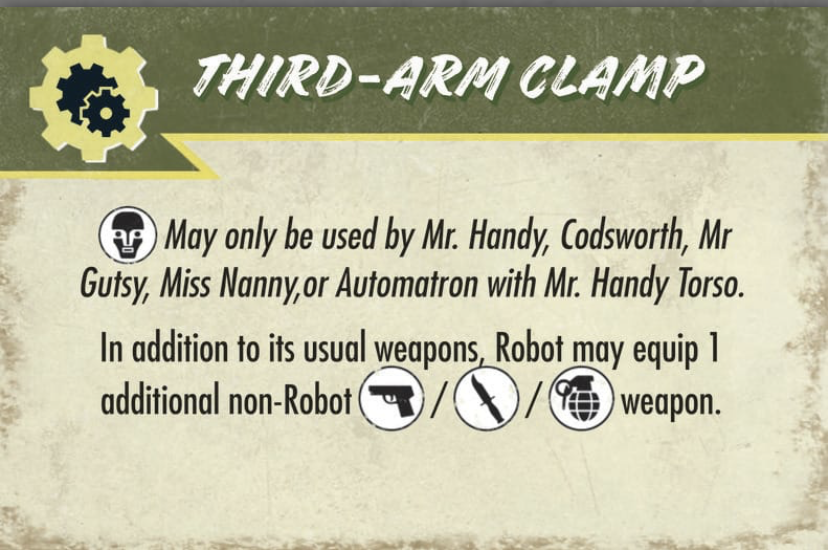 THIRD-ARM CLAMP
May only be used by Mr. Handy, Codsworth, Mr
Gutsy, Miss Nanny,or Automatron with Mr. Handy Torso.
In addition to its usual weapons, Robot may equip 1
additional non-Robot / / weapon.